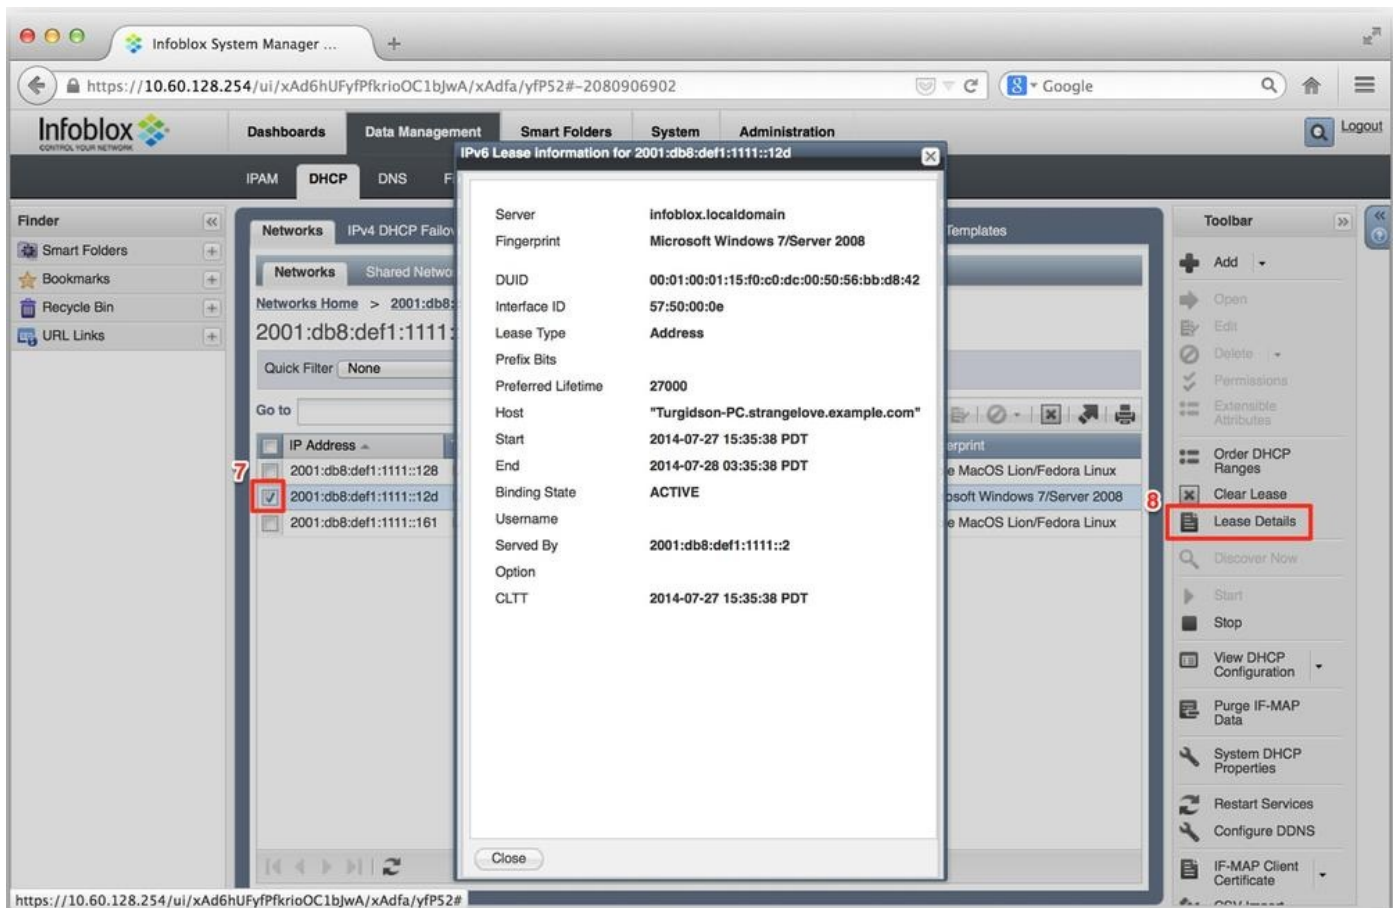 Infoblox System Manager ...
https://10.60.128.254/ui/xAd6hUFyfPfkrioOC1bJwA/xAdfa/yfP52#-2080906902
Google
Infoblox
CONTROL YOUR NETWORK
Dashboards Data Management Smart Folders System Administration
Logout
IPAM DHCP DNS F
IPv6 Lease information for 2001:db8:def1:1111::12d
Finder
Smart Folders
Bookmarks
Recycle Bin
URL Links
Networks IPv4 DHCP Failov
Templates
Networks Shared Netwo
Networks Home > 2001:db8:
2001:db8:def1:1111:
Quick Filter None
Go to
IP Address
erprint
2001:db8:def1:1111::128
e MacOS Lion/Fedora Linux
7
2001:db8:def1:1111::12d
osoft Windows 7/Server 2008
2001:db8:def1:1111::161
e MacOS Lion/Fedora Linux
Server infoblox.localdomain
Fingerprint Microsoft Windows 7/Server 2008
DUID 00:01:00:01:15:f0:c0:dc:00:50:56:bb:d8:42
Interface ID 57:50:00:0e
Lease Type Address
Prefix Bits
Preferred Lifetime 27000
Host "Turgidson-PC.strangelove.example.com"
Start 2014-07-27 15:35:38 PDT
End 2014-07-28 03:35:38 PDT
Binding State ACTIVE
Username
Served By 2001:db8:def1:1111::2
Option
CLTT 2014-07-27 15:35:38 PDT
Close
Toolbar
Add
Open
Edit
Delete
Permissions
Extensible
Attributes
Order DHCP
Ranges
Clear Lease
8
Lease Details
Discover Now
Start
Stop
View DHCP
Configuration
Purge IF-MAP
Data
System DHCP
Properties
Restart Services
Configure DDNS
IF-MAP Client
Certificate
https://10.60.128.254/ui/xAd6hUFyfPfkrioOC1bJwA/xAdfa/yfP52#